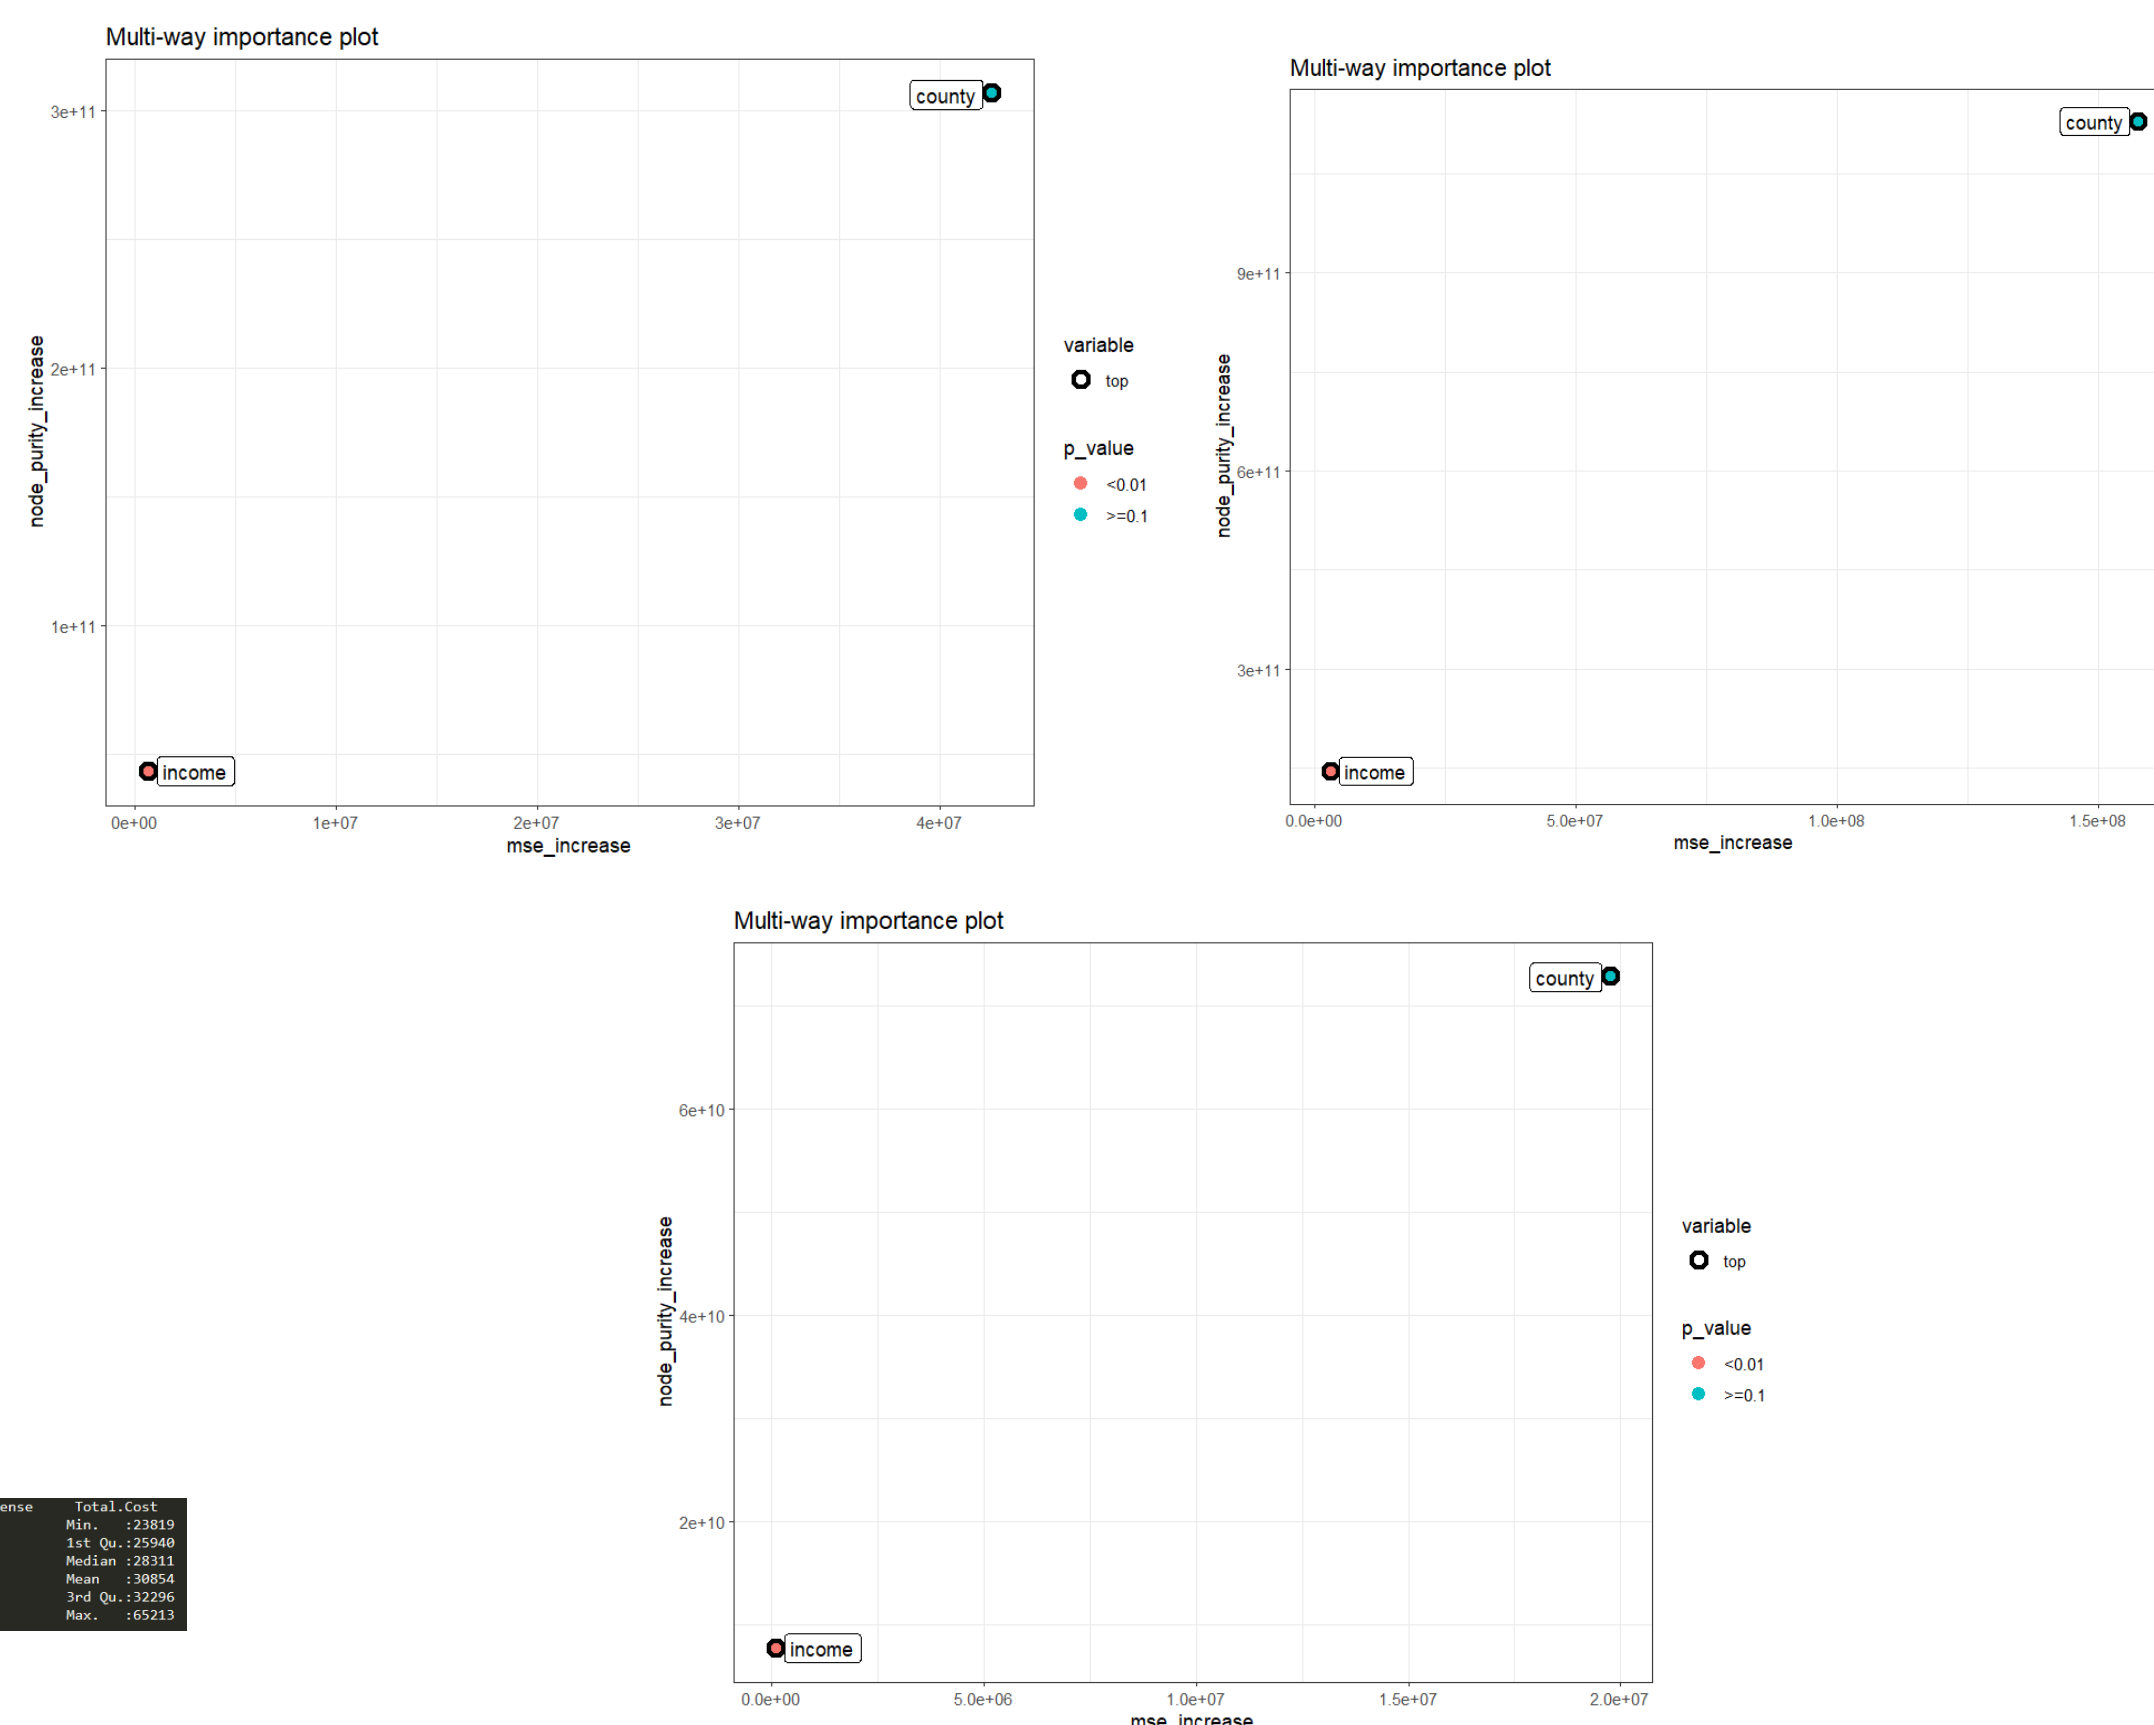 Multi-way importance plot
county
3e+11
2e+11
1e+11
node_purity_increase
income
0e+00
1e+07
2e+07
3e+07
4e+07
mse_increase
variable
top
p_value
<0.01
>=0.1
Multi-way importance plot
county
9e+11
6e+11
3e+11
node_purity_increase
income
0.0e+00
5.0e+07
1.0e+08
1.5e+08
mse_increase
Multi-way importance plot
county
6e+10
4e+10
2e+10
node_purity_increase
income
0.0e+00
5.0e+06
1.0e+07
1.5e+07
2.0e+07
mse_increase
variable
top
p_value
<0.01
>=0.1
ense Total.Cost
Min. :23819
1st Qu.:25940
Median :28311
Mean :30854
3rd Qu.:32296
Max. :65213